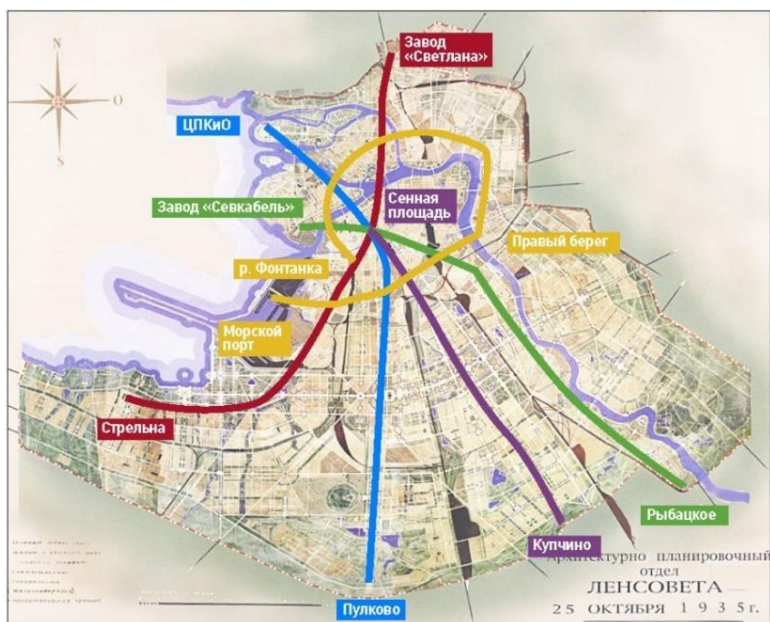 Завод
«Светлана»
N
O
S
ЦПКиО
Завод «Севкабель»
Сенная
площадь
Правый берег
р. Фонтанка
Морской
порт
Стрельна
Рыбацкое
Купчино
Пулково
Архитектурно планировочный
отдел
ЛЕНСОВЕТА
25 ОКТЯБРЯ 1935г.